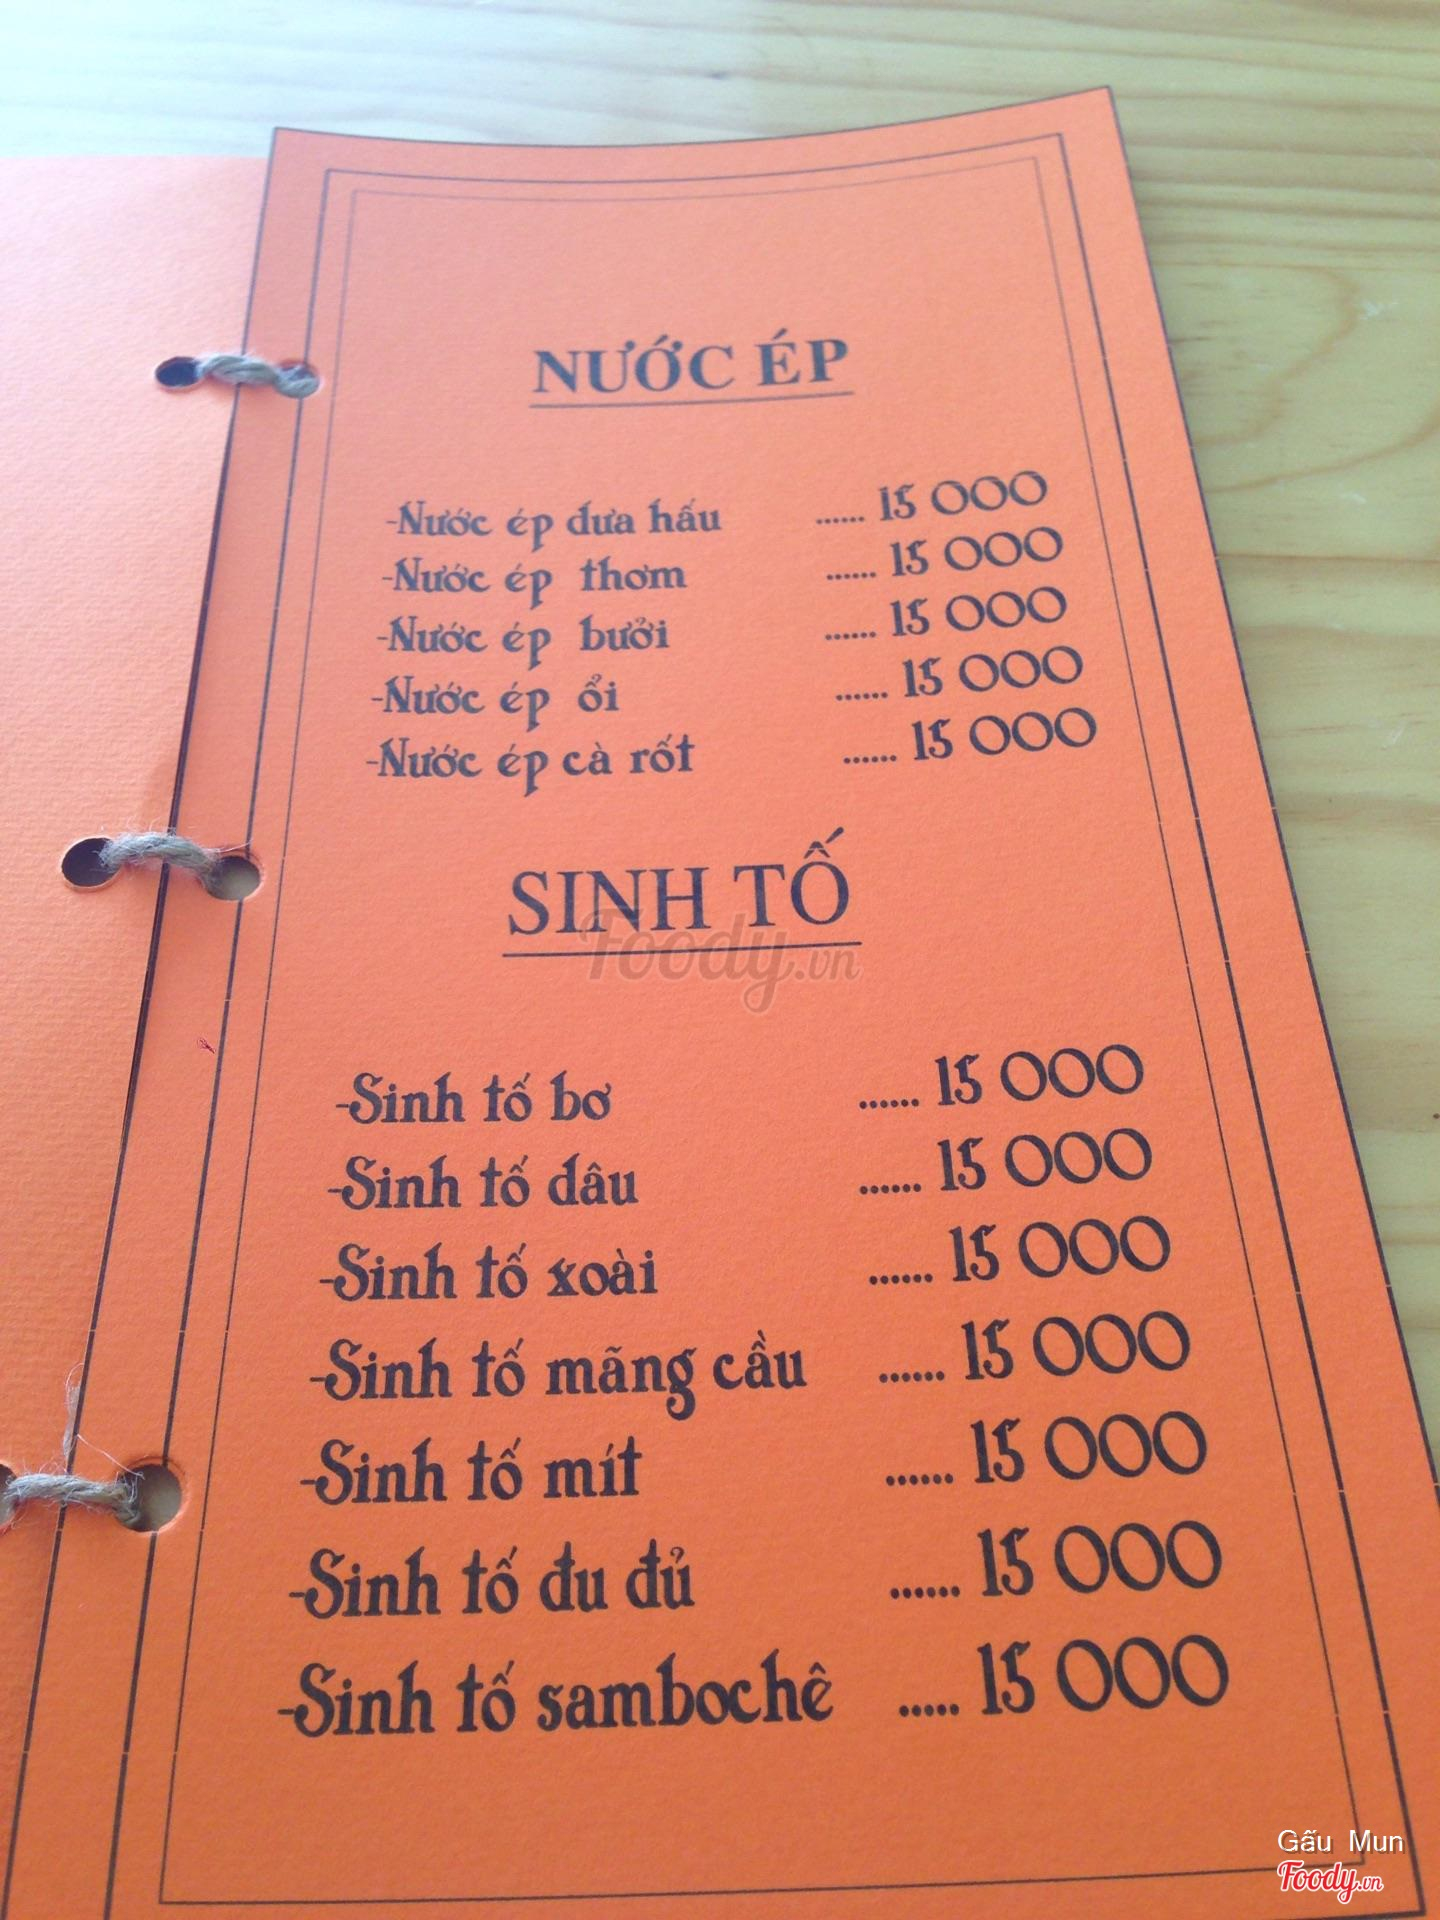 NƯỚC ÉP
-Nước ép dưa hấu ...... 15 000
-Nước ép thơm ...... 15 000
-Nước ép bưởi ...... 15 000
-Nước ép ổi ...... 15 000
-Nước ép cà rốt ...... 15 000
SINH TỐ
Foody.vn
-Sinh tố bơ ...... 15 000
-Sinh tố dâu ...... 15 000
-Sinh tố xoài ...... 15 000
-Sinh tố mãng cầu ...... 15 000
-Sinh tố mít ...... 15 000
-Sinh tố đu đủ ...... 15 000
-Sinh tố sambochê ..... 15 000
Gấu Mun
Foody.vn